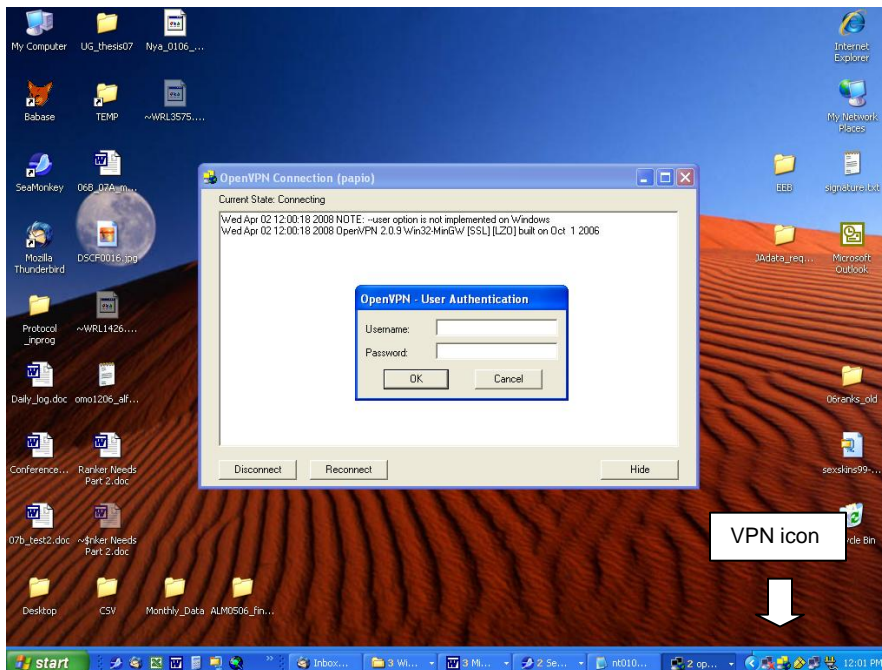 My Computer
UG_thesis07
Nya_0106_...
Internet
Explorer
Babase
TEMP
~WRL3575....
My Network
Places
SeaMonkey
06B_07A_m...
EEB
signature.txt
Mozilla
Thunderbird
DSCF0016.jpg
JAdata_req...
Microsoft
Outlook
OpenVPN Connection (papio)
Current State: Connecting
Wed Apr 02 12:00:18 2008 NOTE: --user option is not implemented on Windows
Wed Apr 02 12:00:18 2008 OpenVPN 2.0.9 Win32-MinGW [SSL] [LZO] built on Oct 1 2006
OpenVPN - User Authentication
Username:
Password:
OK
Cancel
Disconnect
Reconnect
Hide
Protocol
_inprog
~WRL1426....
Daily_log.doc
omo1206_alf...
06ranks_old
Conference...
Ranker Needs
Part 2.doc
sexskins99-...
07b_test2.doc
~$nker Needs
Part 2.doc
VPN icon
cle Bin
Desktop
CSV
Monthly_Data
ALM0506_fin...
start
Inbox...
3 Wi...
3 Mi...
2 Se...
nt010...
2 op...
12:01 PM